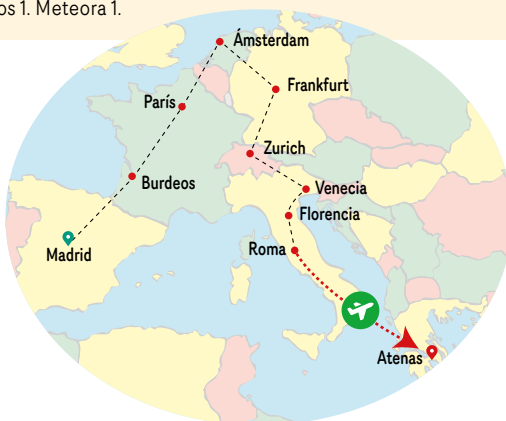 os 1. Meteora 1.
Ámsterdam
Frankfurt
París
Zurich
Burdeos
Venecia
Florencia
Roma
Madrid
Atenas